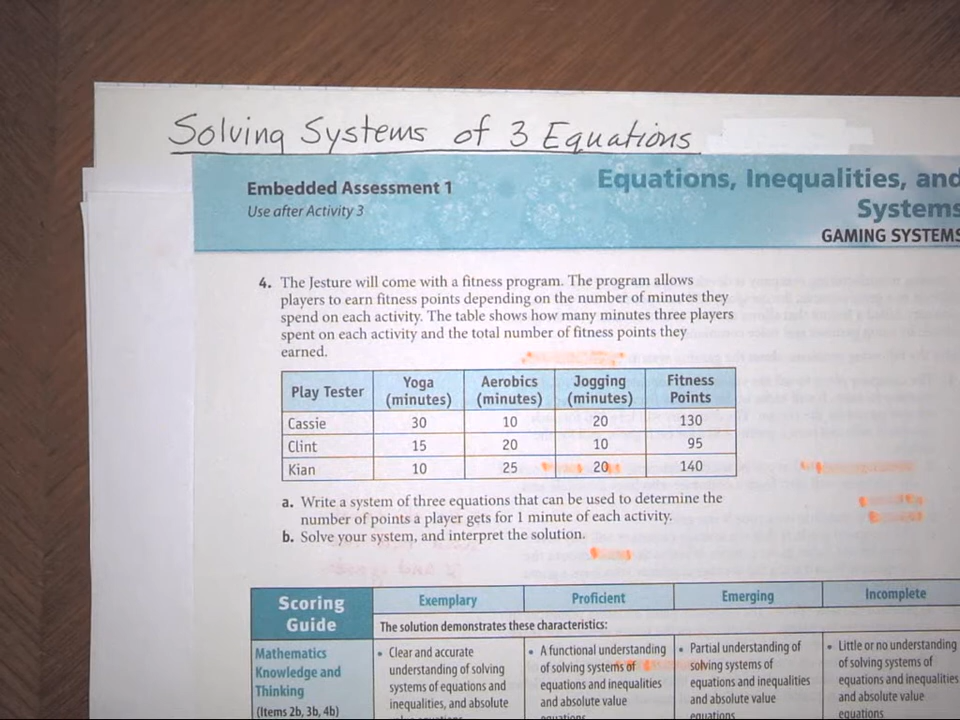 Solving Systems of 3 Equations
Embedded Assessment 1
Use after Activity 3
Equations, Inequalities, and
Systems
GAMING SYSTEMS
4. The Jesture will come with a fitness program. The program allows
players to earn fitness points depending on the number of minutes they
spend on each activity. The table shows how many minutes three players
spent on each activity and the total number of fitness points they
earned.
Play Tester Yoga (minutes) Aerobics (minutes) Jogging (minutes) Fitness Points
Cassie 30 10 20 130
Clint 15 20 10 95
Kian 10 25 20 140
a. Write a system of three equations that can be used to determine the
number of points a player gets for 1 minute of each activity.
b. Solve your system, and interpret the solution.
Scoring Guide Exemplary Proficient Emerging Incomplete
The solution demonstrates these characteristics:
Mathematics
Knowledge and
Thinking
(Items 2b, 3b, 4b)
• Clear and accurate
understanding of solving
systems of equations and
inequalities, and absolute
• A functional understanding
of solving systems of
equations and inequalities
and absolute value
equations
• Partial understanding of
solving systems of
equations and inequalities
and absolute value
equations
• Little or no understanding
of solving systems of
equations and inequalities
and absolute value
equations